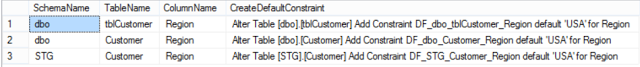 SchemaName TableName ColumnName CreateDefaultConstraint
1 dbo tblCustomer Region Alter Table [dbo].[tblCustomer] Add Constraint DF_dbo_tblCustomer_Region default 'USA' for Region
2 dbo Customer Region Alter Table [dbo].[Customer] Add Constraint DF_dbo_Customer_Region default 'USA' for Region
3 STG Customer Region Alter Table [STG].[Customer] Add Constraint DF_STG_Customer_Region default 'USA' for Region